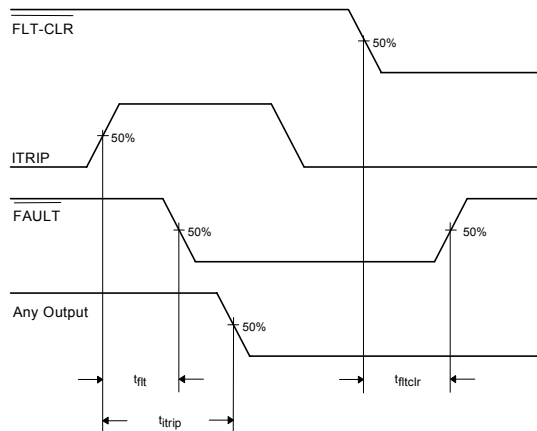 FLT-CLR
50%
50%
ITRIP
FAULT
50%
50%
Any Output
50%
tflt
tfltclr
titrip